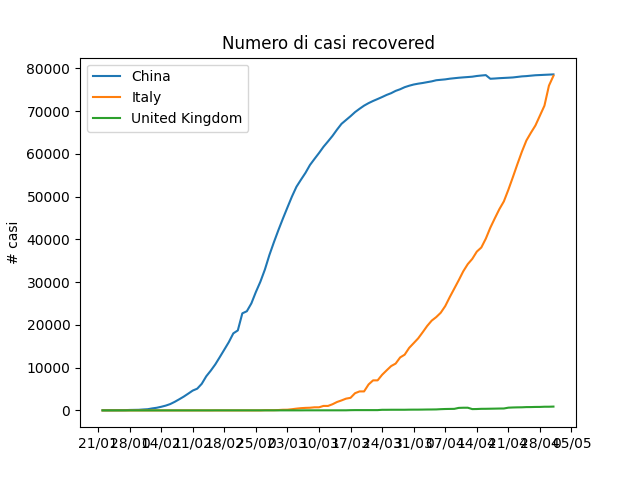 Numero di casi recovered
China
Italy
United Kingdom
# casi
80000
70000
60000
50000
40000
30000
20000
10000
0
21/01 28/01 04/02 11/02 18/02 25/02 03/03 10/03 17/03 24/03 31/03 07/04 14/04 21/04 28/04 05/05